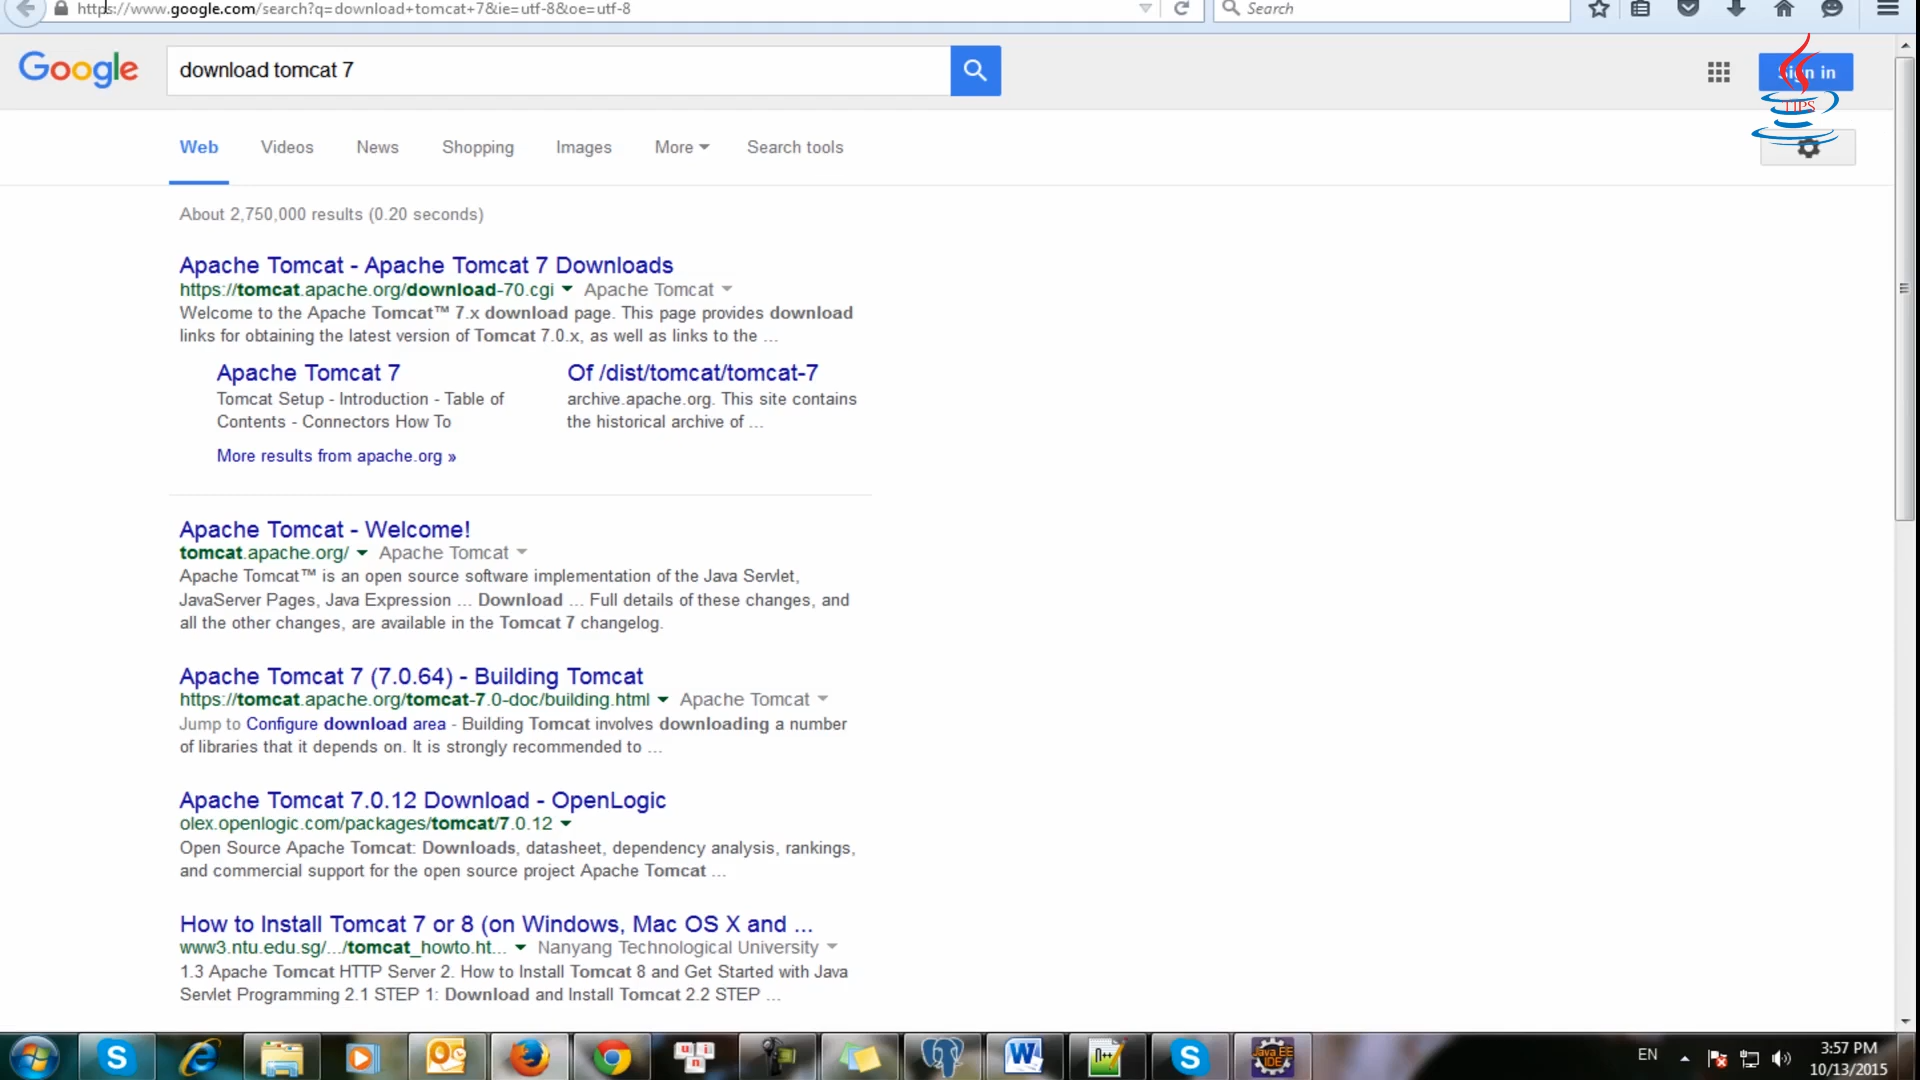 https://www.google.com/search?q=download+tomcat+7&ie=utf-8&oe=utf-8
Search
Google
download tomcat 7
Sign in
TIPS
Web
Videos
News
Shopping
Images
More
Search tools
About 2,750,000 results (0.20 seconds)
Apache Tomcat - Apache Tomcat 7 Downloads
https://tomcat.apache.org/download-70.cgi Apache Tomcat
Welcome to the Apache Tomcat™ 7.x download page. This page provides download
links for obtaining the latest version of Tomcat 7.0.x, as well as links to the ...
Apache Tomcat 7
Tomcat Setup - Introduction - Table of
Contents - Connectors How To
Of /dist/tomcat/tomcat-7
archive.apache.org. This site contains
the historical archive of ...
More results from apache.org »
Apache Tomcat - Welcome!
tomcat.apache.org/ Apache Tomcat
Apache Tomcat™ is an open source software implementation of the Java Servlet,
JavaServer Pages, Java Expression ... Download ... Full details of these changes, and
all the other changes, are available in the Tomcat 7 changelog.
Apache Tomcat 7 (7.0.64) - Building Tomcat
https://tomcat.apache.org/tomcat-7.0-doc/building.html Apache Tomcat
Jump to Configure download area - Building Tomcat involves downloading a number
of libraries that it depends on. It is strongly recommended to ...
Apache Tomcat 7.0.12 Download - OpenLogic
olex.openlogic.com/packages/tomcat/7.0.12
Open Source Apache Tomcat: Downloads, datasheet, dependency analysis, rankings,
and commercial support for the open source project Apache Tomcat ...
How to Install Tomcat 7 or 8 (on Windows, Mac OS X and ...
www3.ntu.edu.sg/.../tomcat_howto.ht... Nanyang Technological University
1.3 Apache Tomcat HTTP Server 2. How to Install Tomcat 8 and Get Started with Java
Servlet Programming 2.1 STEP 1: Download and Install Tomcat 2.2 STEP ...
Java EE
IDE
EN
3:57 PM
10/13/2015